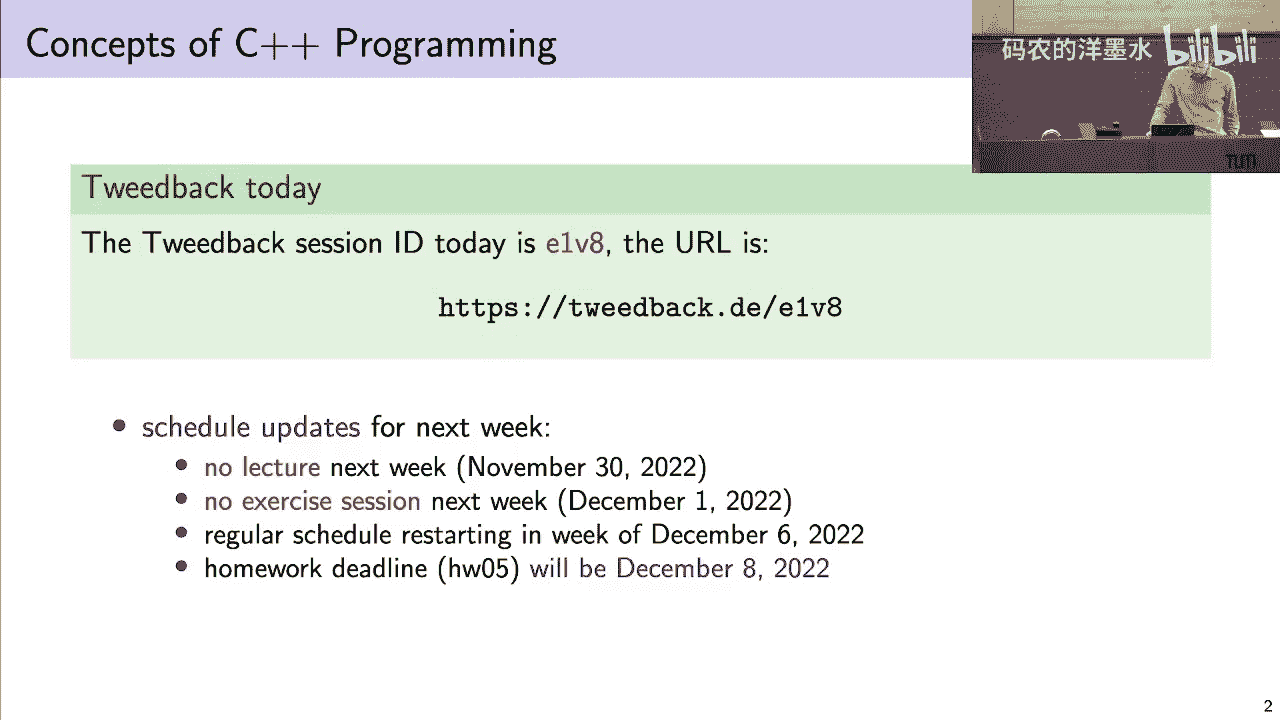 Concepts of C++ Programming
码农的洋墨水 bilibili
TUM
Tweedback today
The Tweedback session ID today is e1v8, the URL is:
https://tweedback.de/e1v8
schedule updates for next week:
no lecture next week (November 30, 2022)
no exercise session next week (December 1, 2022)
regular schedule restarting in week of December 6, 2022
homework deadline (hw05) will be December 8, 2022
2